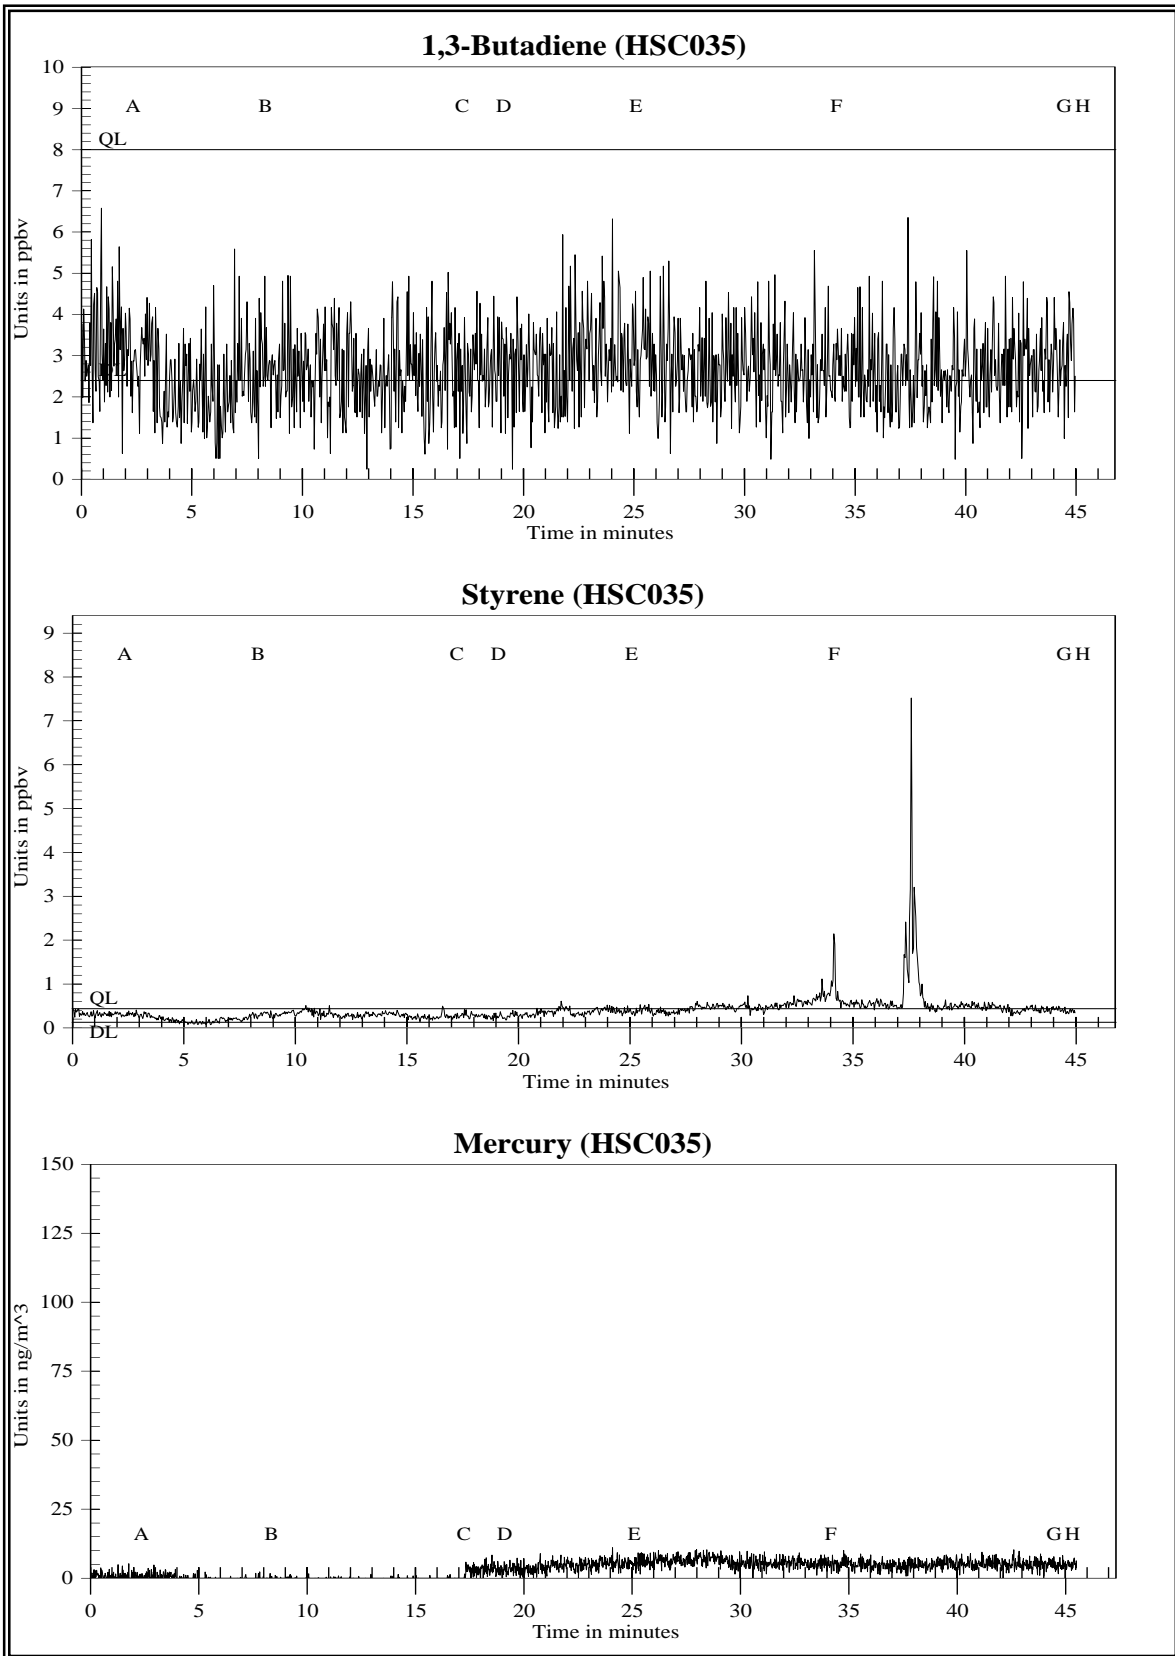 1,3-Butadiene (HSC035)
10
9
8
7
6
5
4
3
2
1
0
Units in ppbv
A B C D E F G H
QL
0 5 10 15 20 25 30 35 40 45
Time in minutes
Styrene (HSC035)
9
8
7
6
5
4
3
2
1
0
Units in ppbv
A B C D E F G H
QL
DL
0 5 10 15 20 25 30 35 40 45
Time in minutes
Mercury (HSC035)
150
125
100
75
50
25
0
Units in ng/m^3
A B C D E F G H
0 5 10 15 20 25 30 35 40 45
Time in minutes